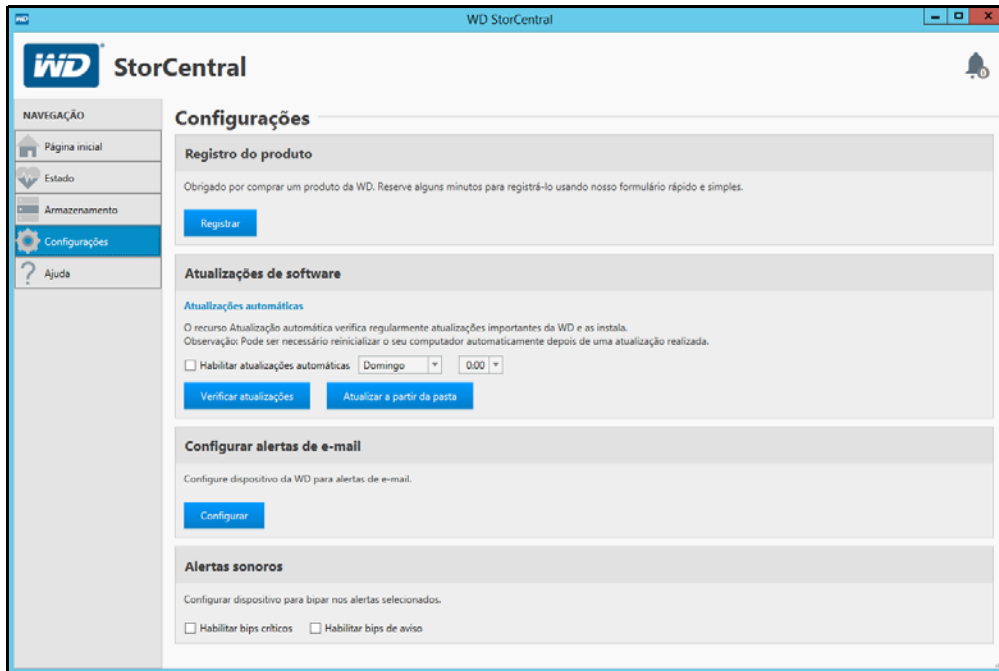 WD StorCentral
WD StorCentral
0
NAVEGAÇÃO
Página inicial
Estado
Armazenamento
Configurações
Ajuda
Configurações
Registro do produto
Obrigado por comprar um produto da WD. Reserve alguns minutos para registrá-lo usando nosso formulário rápido e simples.
Registrar
Atualizações de software
Atualizações automáticas
O recurso Atualização automática verifica regularmente atualizações importantes da WD e as instala.
Observação: Pode ser necessário reinicializar o seu computador automaticamente depois de uma atualização realizada.
Habilitar atualizações automáticas Domingo 0:00
Verificar atualizações Atualizar a partir da pasta
Configurar alertas de e-mail
Configure dispositivo da WD para alertas de e-mail.
Configurar
Alertas sonoros
Configurar dispositivo para bipar nos alertas selecionados.
Habilitar bips críticos Habilitar bips de aviso